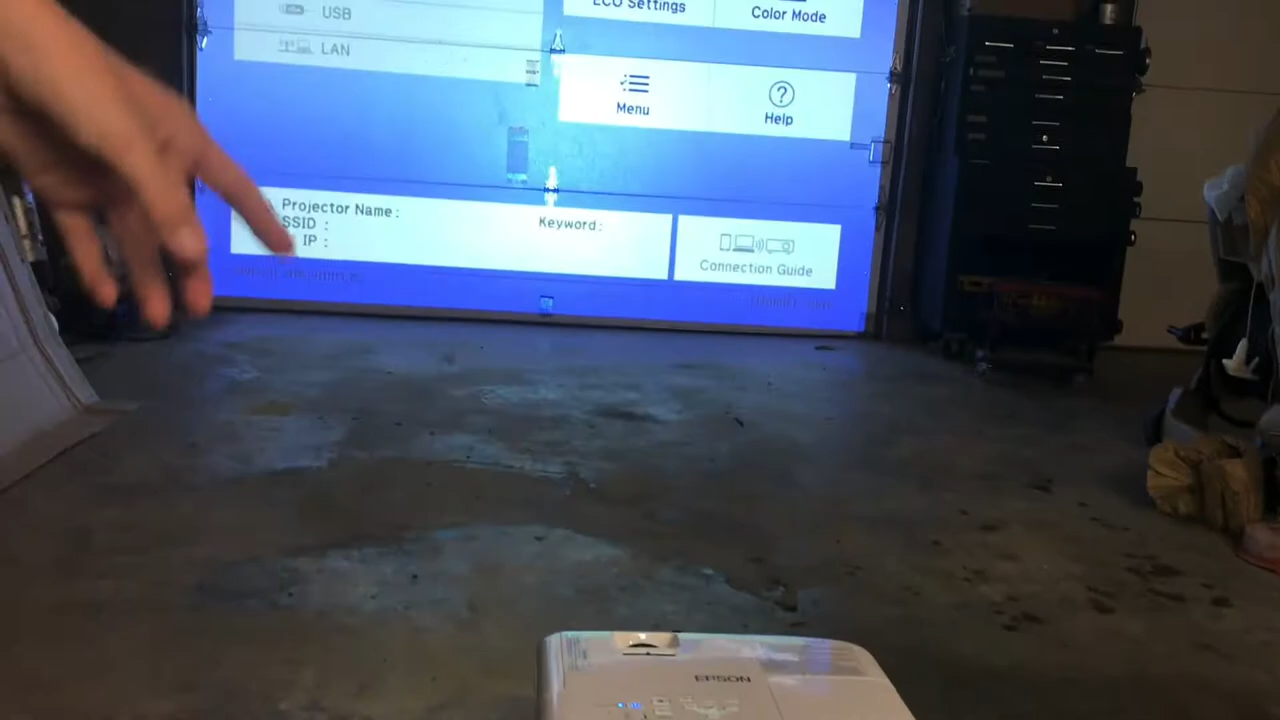 USB
ECO Settings
Color Mode
LAN
Menu
Help
Projector Name :
Keyword :
SSID :
IP :
Connection Guide
EPSON